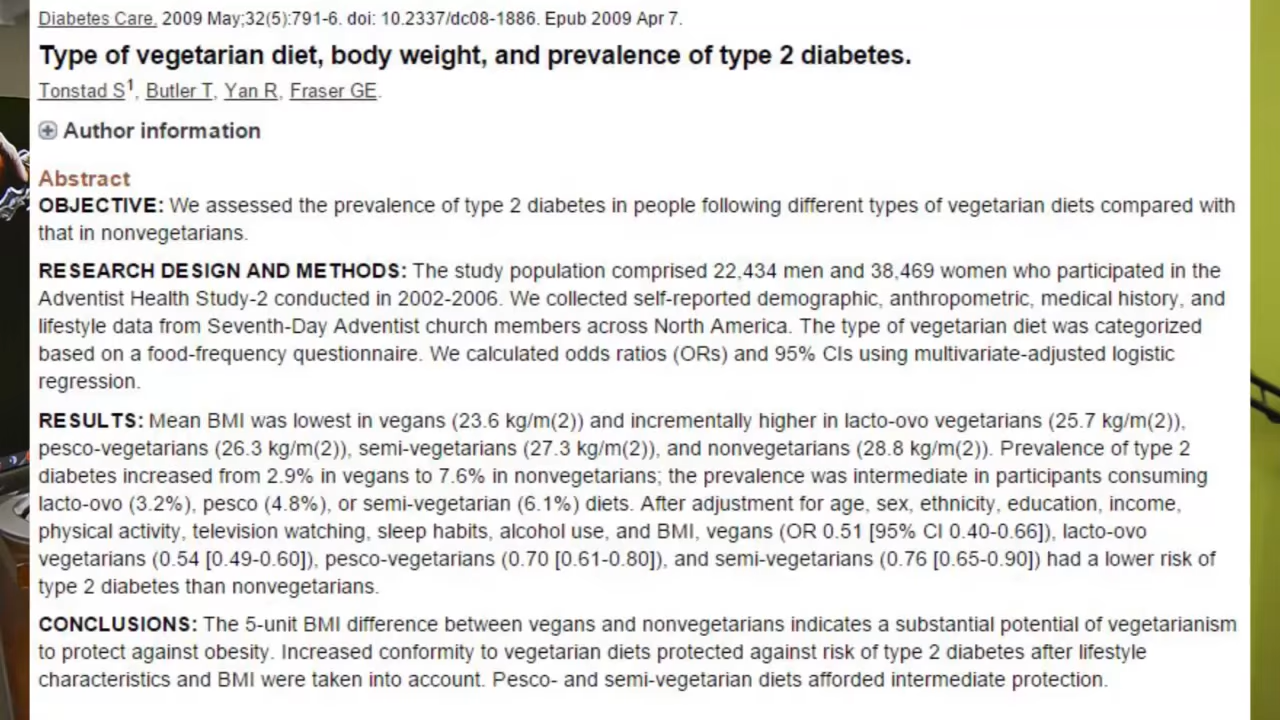 Diabetes Care. 2009 May;32(5):791-6. doi: 10.2337/dc08-1886. Epub 2009 Apr 7.
Type of vegetarian diet, body weight, and prevalence of type 2 diabetes.
Tonstad S1, Butler T, Yan R, Fraser GE.
Author information
Abstract
OBJECTIVE: We assessed the prevalence of type 2 diabetes in people following different types of vegetarian diets compared with
that in nonvegetarians.
RESEARCH DESIGN AND METHODS: The study population comprised 22,434 men and 38,469 women who participated in the
Adventist Health Study-2 conducted in 2002-2006. We collected self-reported demographic, anthropometric, medical history, and
lifestyle data from Seventh-Day Adventist church members across North America. The type of vegetarian diet was categorized
based on a food-frequency questionnaire. We calculated odds ratios (ORs) and 95% CIs using multivariate-adjusted logistic
regression.
RESULTS: Mean BMI was lowest in vegans (23.6 kg/m(2)) and incrementally higher in lacto-ovo vegetarians (25.7 kg/m(2)),
pesco-vegetarians (26.3 kg/m(2)), semi-vegetarians (27.3 kg/m(2)), and nonvegetarians (28.8 kg/m(2)). Prevalence of type 2
diabetes increased from 2.9% in vegans to 7.6% in nonvegetarians; the prevalence was intermediate in participants consuming
lacto-ovo (3.2%), pesco (4.8%), or semi-vegetarian (6.1%) diets. After adjustment for age, sex, ethnicity, education, income,
physical activity, television watching, sleep habits, alcohol use, and BMI, vegans (OR 0.51 [95% CI 0.40-0.66]), lacto-ovo
vegetarians (0.54 [0.49-0.60]), pesco-vegetarians (0.70 [0.61-0.80]), and semi-vegetarians (0.76 [0.65-0.90]) had a lower risk of
type 2 diabetes than nonvegetarians.
CONCLUSIONS: The 5-unit BMI difference between vegans and nonvegetarians indicates a substantial potential of vegetarianism
to protect against obesity. Increased conformity to vegetarian diets protected against risk of type 2 diabetes after lifestyle
characteristics and BMI were taken into account. Pesco- and semi-vegetarian diets afforded intermediate protection.